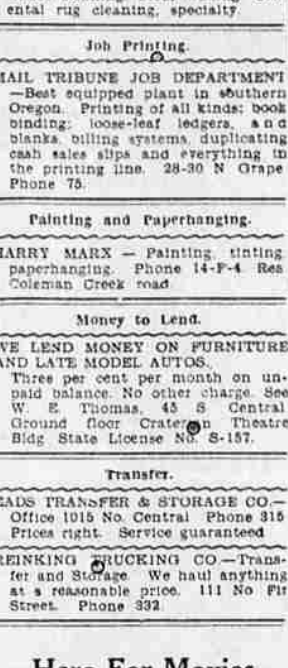 ental rug cleaning, specialty.
Job Printing.
MAIL TRIBUNE JOB DEPARTMENT
—Best equipped plant in southern
Oregon. Printing of all kinds; book
binding; loose-leaf ledgers, and
blanks, billing systems, duplicating
cash sales slips and everything in
the printing line. 28-30 N Grape
Phone 75.
Painting and Paperhanging.
HARRY MARX — Painting, tinting
paperhanging. Phone 14-F-4 Res
Coleman Creek road
Money to Lend.
WE LEND MONEY ON FURNITURE
AND LATE MODEL AUTOS.
Three per cent per month on un-
paid balance. No other charge. See
W. E. Thomas, 45 S Central
Ground floor Craterian Theatre
Bldg State License No. S-157.
Transfer.
EADS TRANSFER & STORAGE CO.—
Office 1015 No. Central Phone 315
Prices right. Service guaranteed
REINKING TRUCKING CO.—Trans-
fer and Storage. We haul anything
at a reasonable price. 111 No Fir
Street. Phone 332
Here For Movies